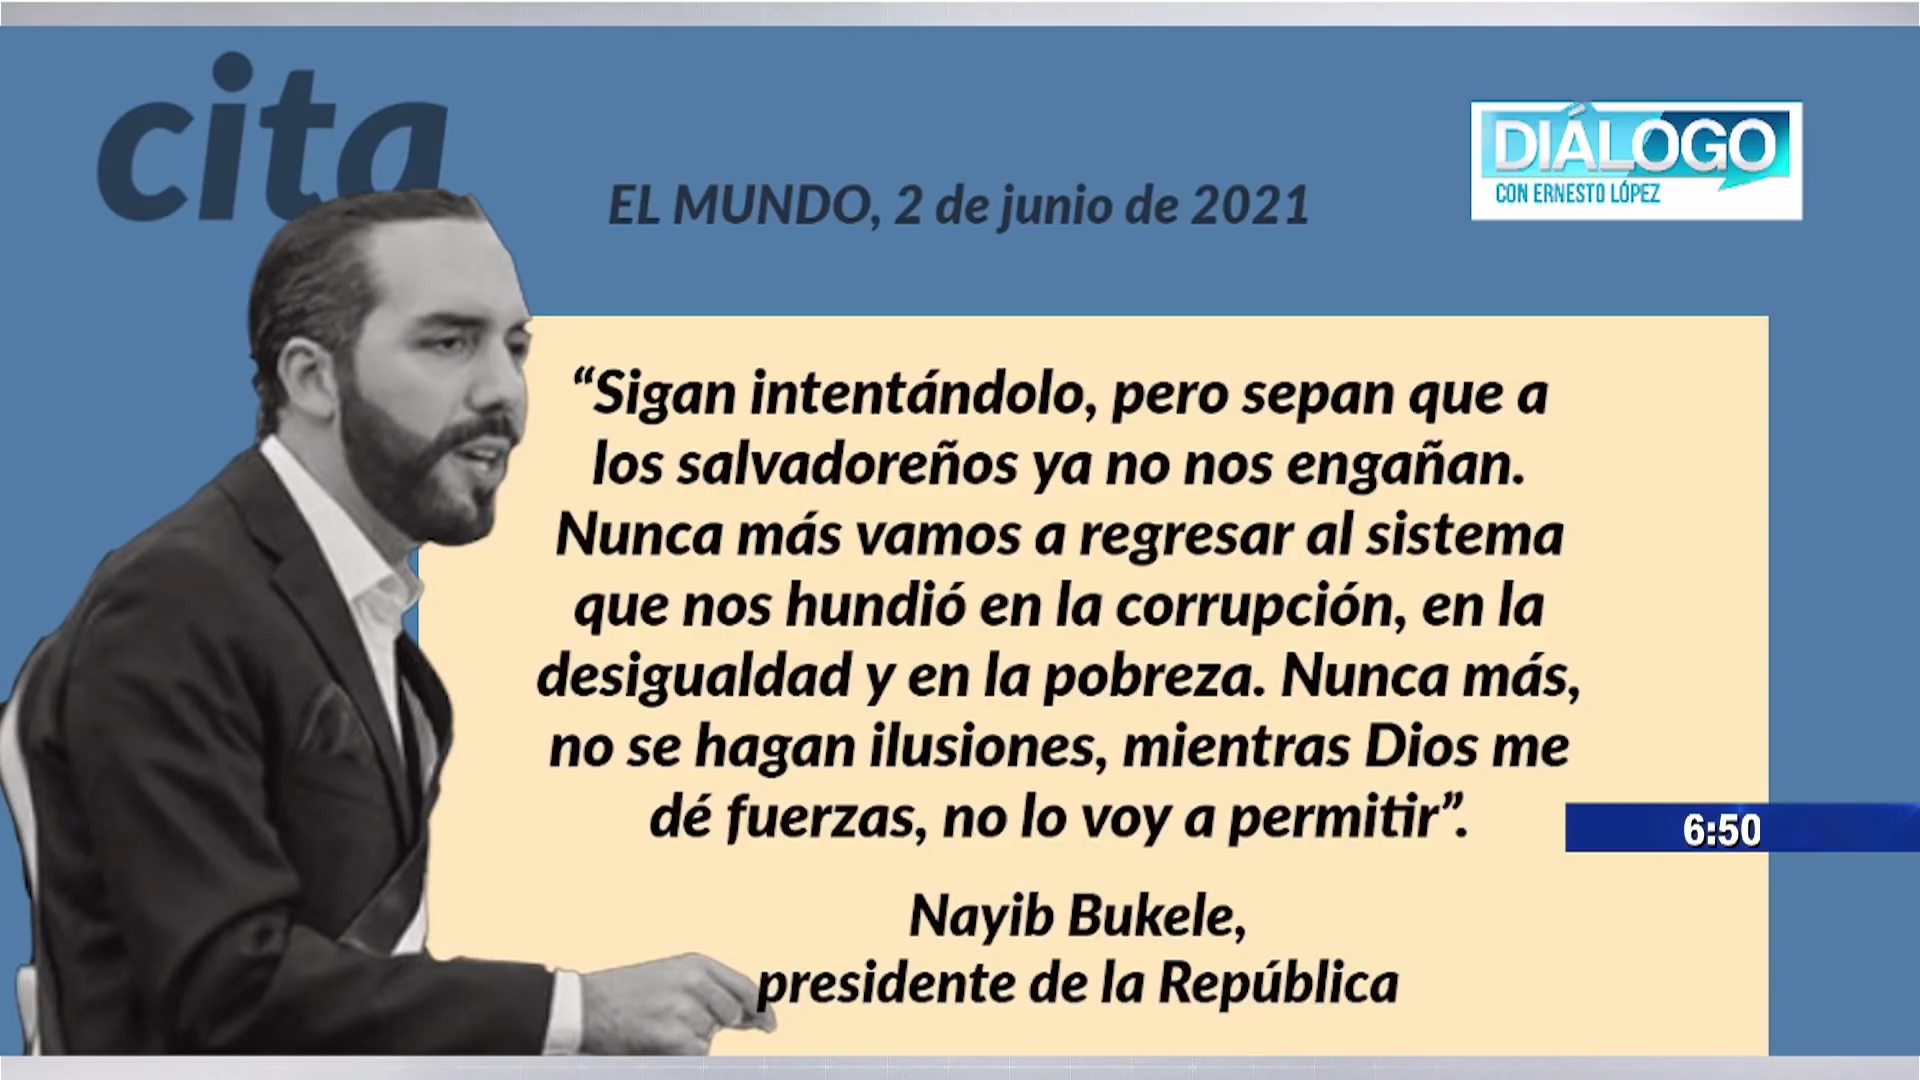 cita
EL MUNDO, 2 de junio de 2021
DIÁLOGO
CON ERNESTO LÓPEZ
“Sigan intentándolo, pero sepan que a
los salvadoreños ya no nos engañan.
Nunca más vamos a regresar al sistema
que nos hundió en la corrupción, en la
desigualdad y en la pobreza. Nunca más,
no se hagan ilusiones, mientras Dios me
dé fuerzas, no lo voy a permitir”.
6:50
Nayib Bukele,
presidente de la República